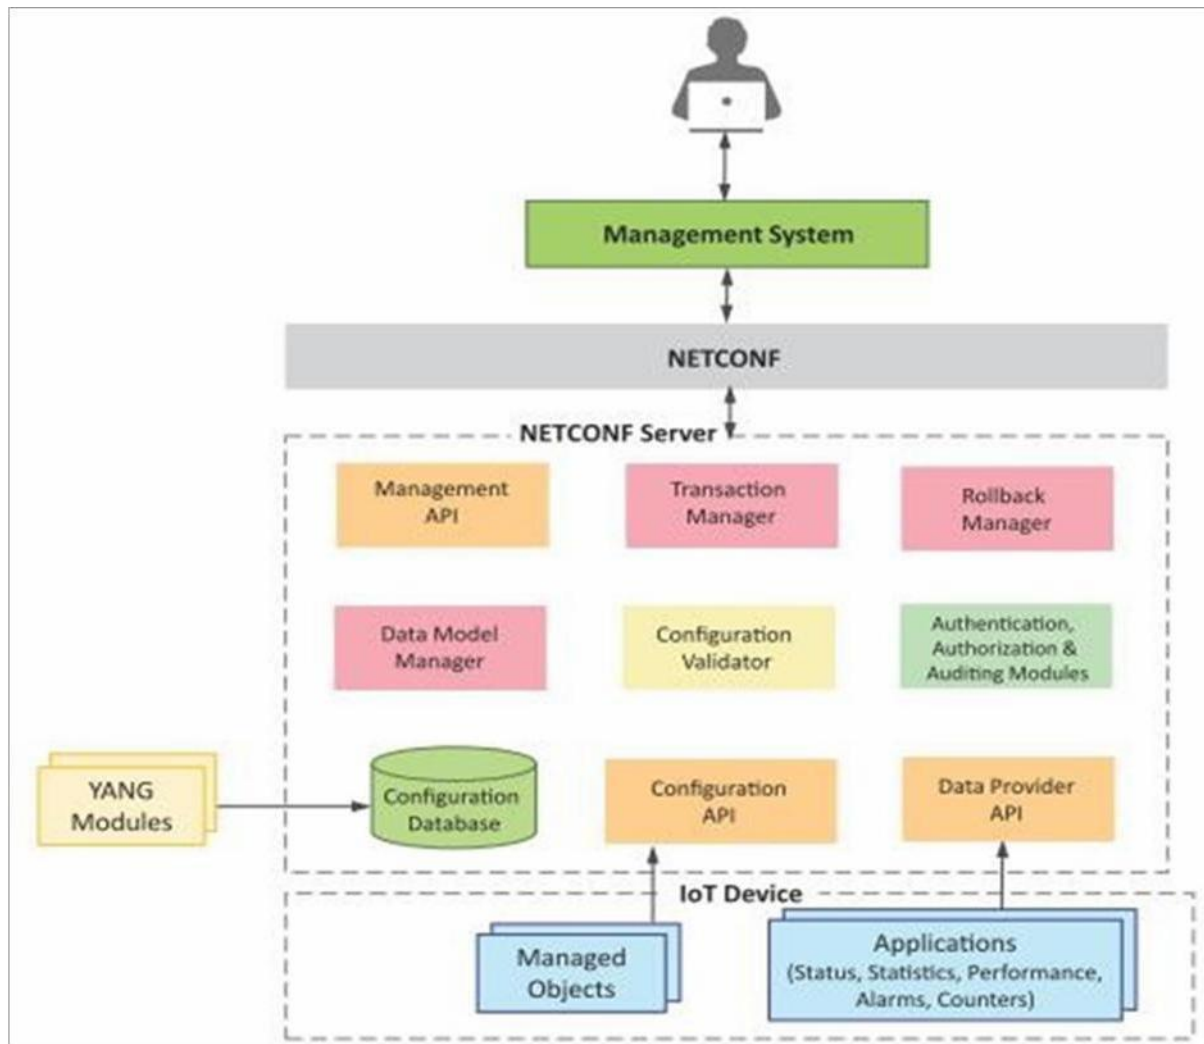 Management System
NETCONF
NETCONF Server
Management
API
Transaction
Manager
Rollback
Manager
Data Model
Manager
Configuration
Validator
Authentication,
Authorization &
Auditing Modules
YANG
Modules
Configuration
Database
Configuration
API
Data Provider
API
IoT Device
Managed
Objects
Applications
(Status, Statistics, Performance,
Alarms, Counters)